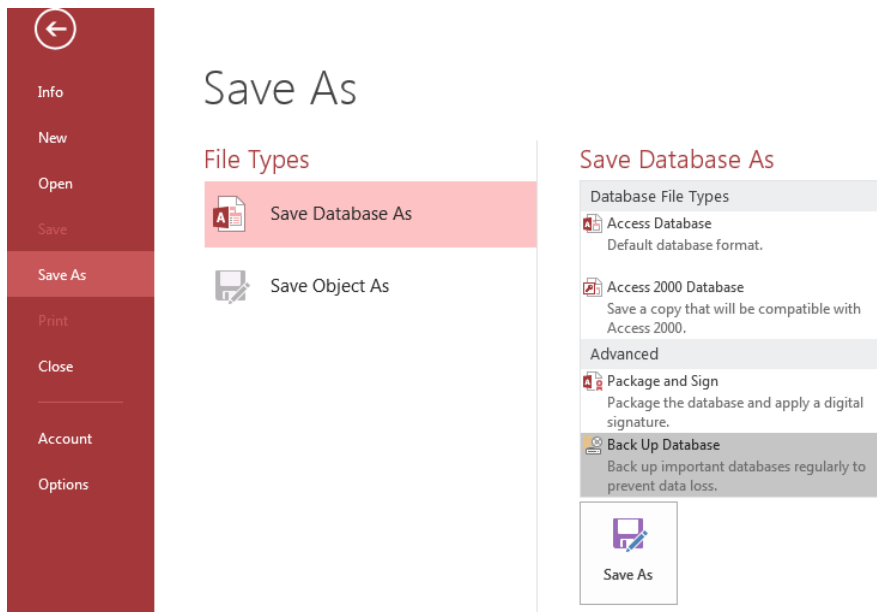 Info
New
Open
Save
Save As
Print
Close
Account
Options
Save As
File Types
Save Database As
Save Object As
Save Database As
Database File Types
Access Database
Default database format.
Access 2000 Database
Save a copy that will be compatible with
Access 2000.
Advanced
Package and Sign
Package the database and apply a digital
signature.
Back Up Database
Back up important databases regularly to
prevent data loss.
Save As